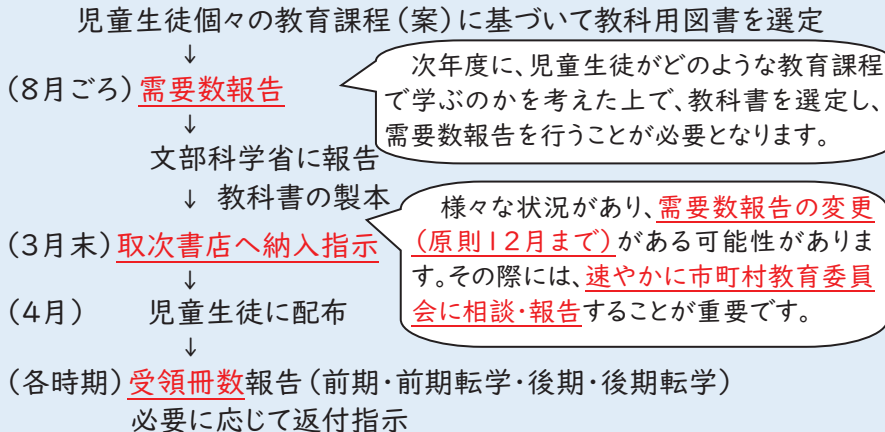 児童生徒個々の教育課程(案)に基づいて教科用図書を選定
↓
(8月ごろ)需要数報告
次年度に、児童生徒がどのような教育課程
で学ぶのかを考えた上で、教科書を選定し、
需要数報告を行うことが必要となります。
↓
文部科学省に報告
↓ 教科書の製本
様々な状況があり、需要数報告の変更
(原則12月まで)がある可能性がありま
す。その際には、速やかに市町村教育委員
会に相談・報告することが重要です。
(3月末)取次書店へ納入指示
↓
(4月) 児童生徒に配布
↓
(各時期)受領冊数報告(前期・前期転学・後期・後期転学)
必要に応じて返付指示